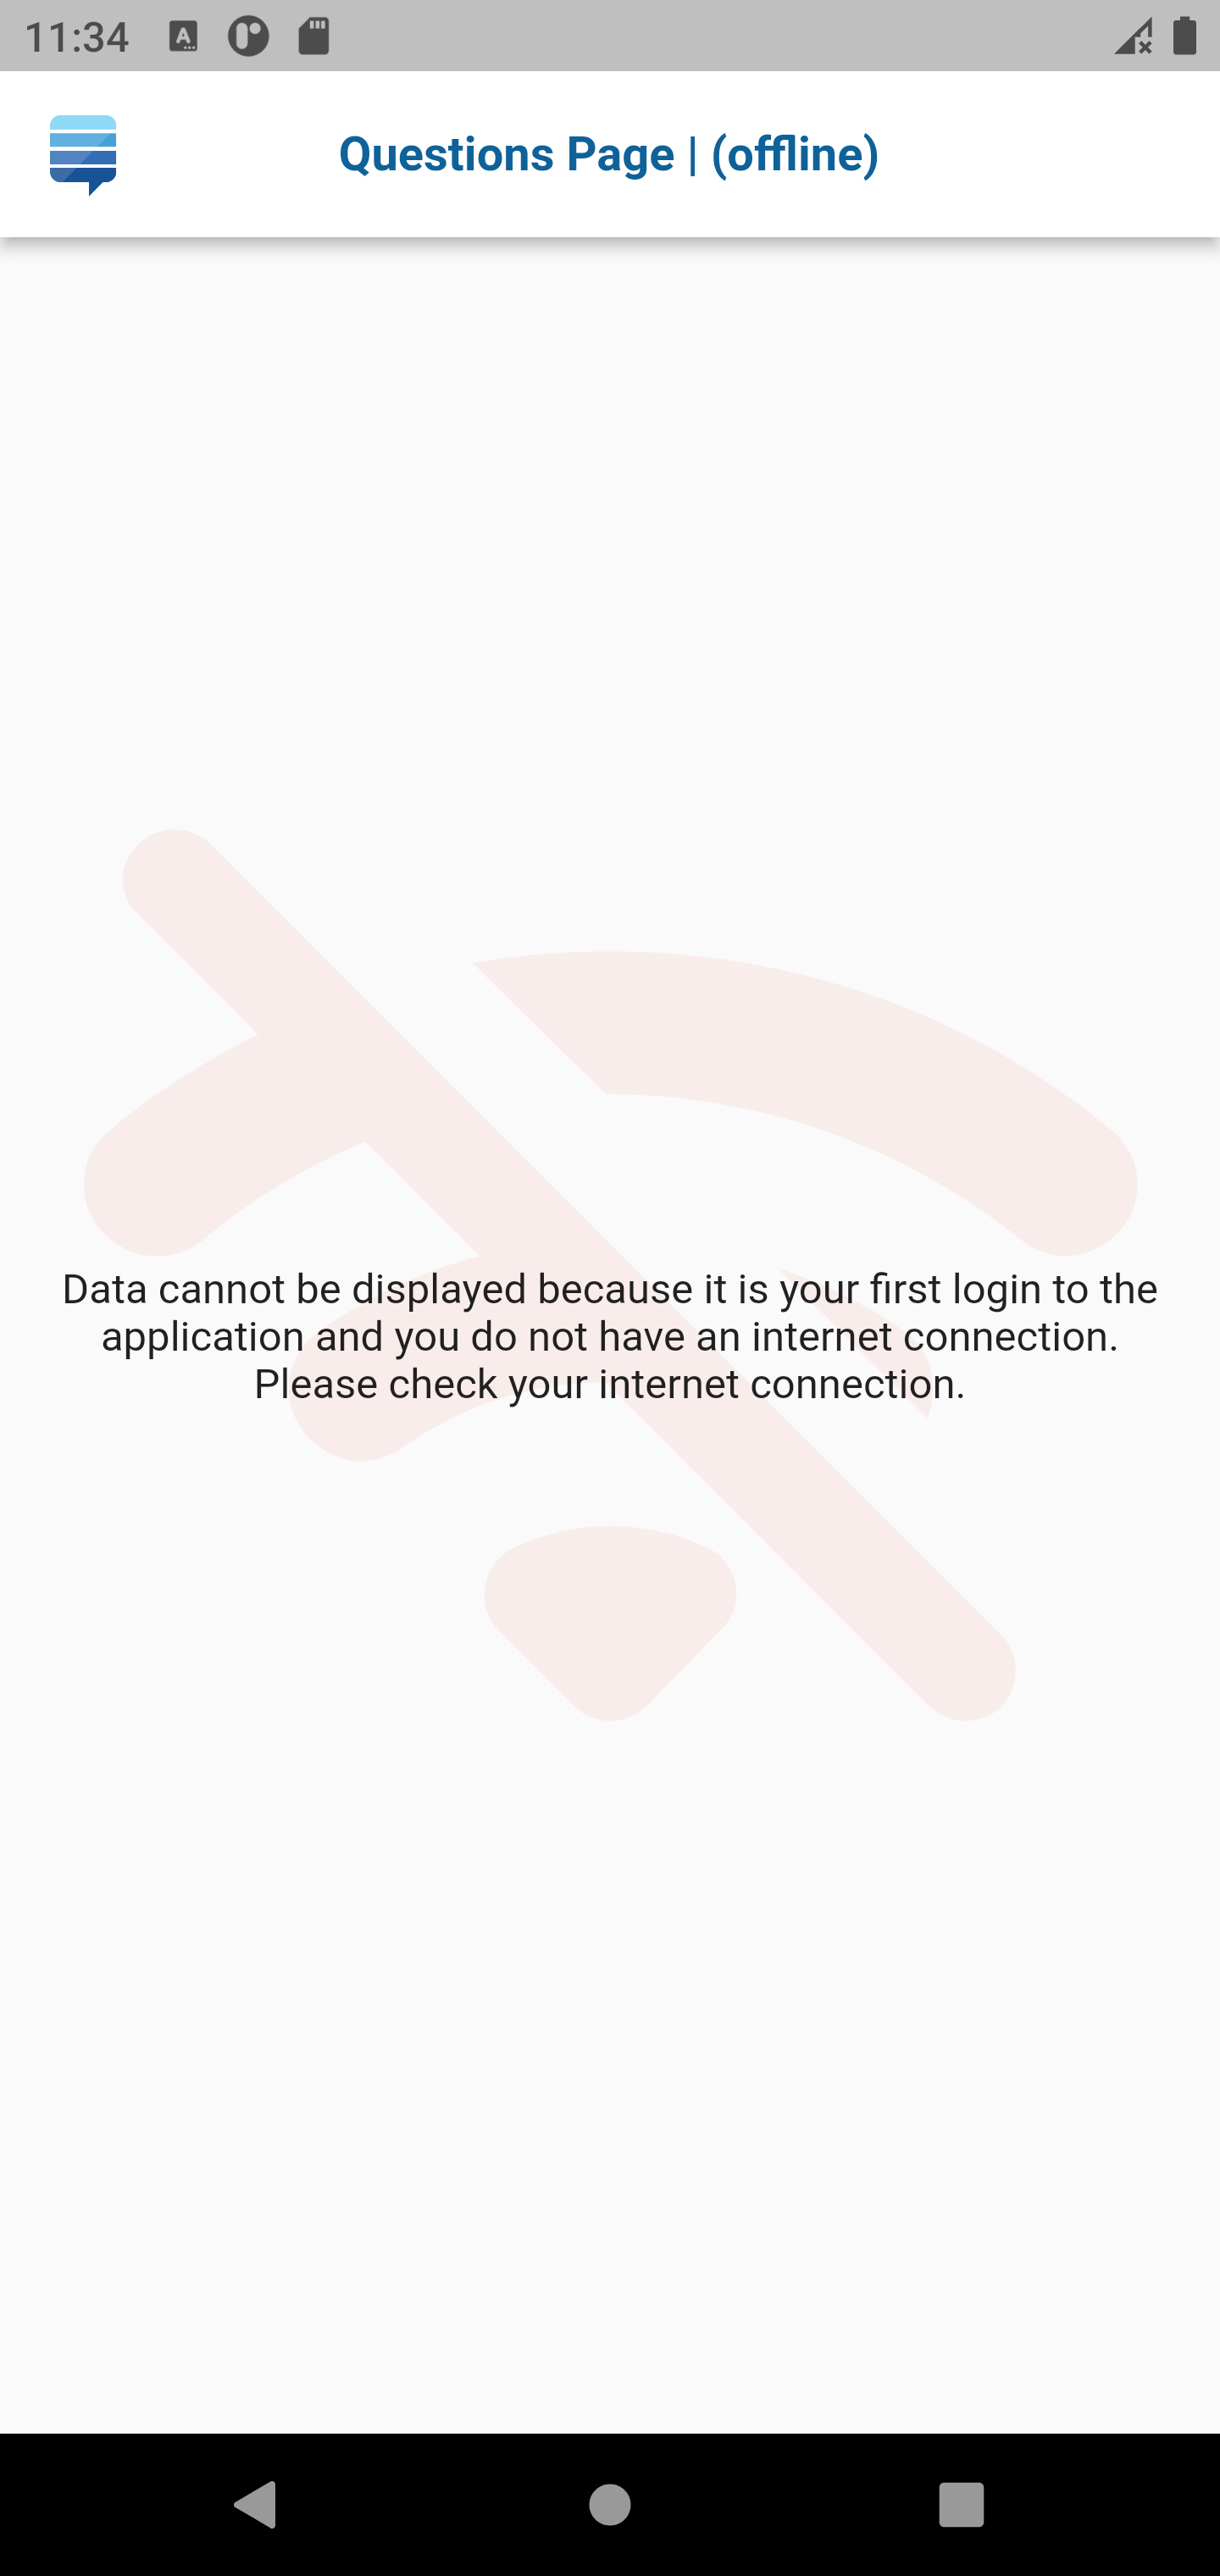 11:34
Questions Page | (offline)
Data cannot be displayed because it is your first login to the
application and you do not have an internet connection.
Please check your internet connection.